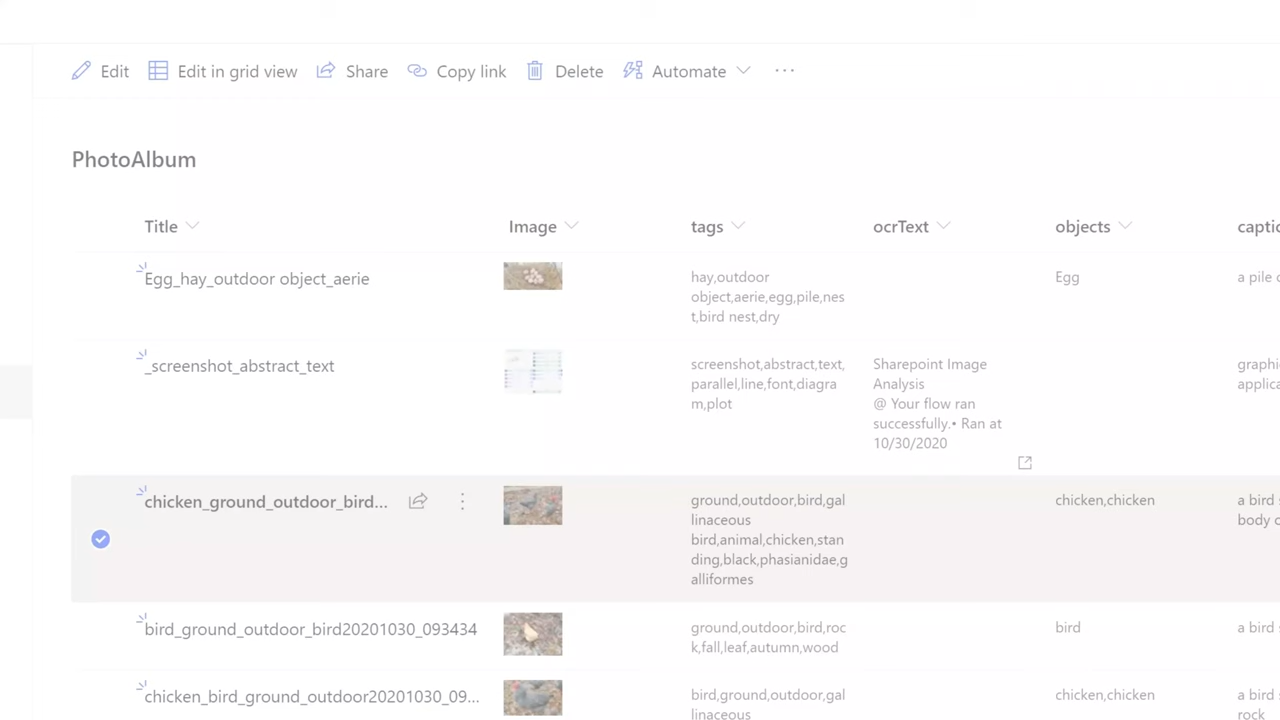 Edit Edit in grid view Share Copy link Delete Automate ...
PhotoAlbum
Title Image tags ocrText objects
Egg_hay_outdoor object_aerie
hay,outdoor
object,aerie,egg,pile,nes
t,bird nest,dry
Egg
a pile
_screenshot_abstract_text
screenshot,abstract,text,
parallel,line,font,diagra
m,plot
Sharepoint Image
Analysis
@ Your flow ran
successfully.• Ran at
10/30/2020
graphi
applica
chicken_ground_outdoor_bird...
ground,outdoor,bird,gal
linaceous
bird,animal,chicken,stan
ding,black,phasianidae,g
alliformes
chicken,chicken
a bird
body
bird_ground_outdoor_bird20201030_093434
ground,outdoor,bird,roc
k,fall,leaf,autumn,wood
bird
a bird
chicken_bird_ground_outdoor20201030_09...
bird,ground,outdoor,gal
linaceous
chicken,chicken
a bird
rock